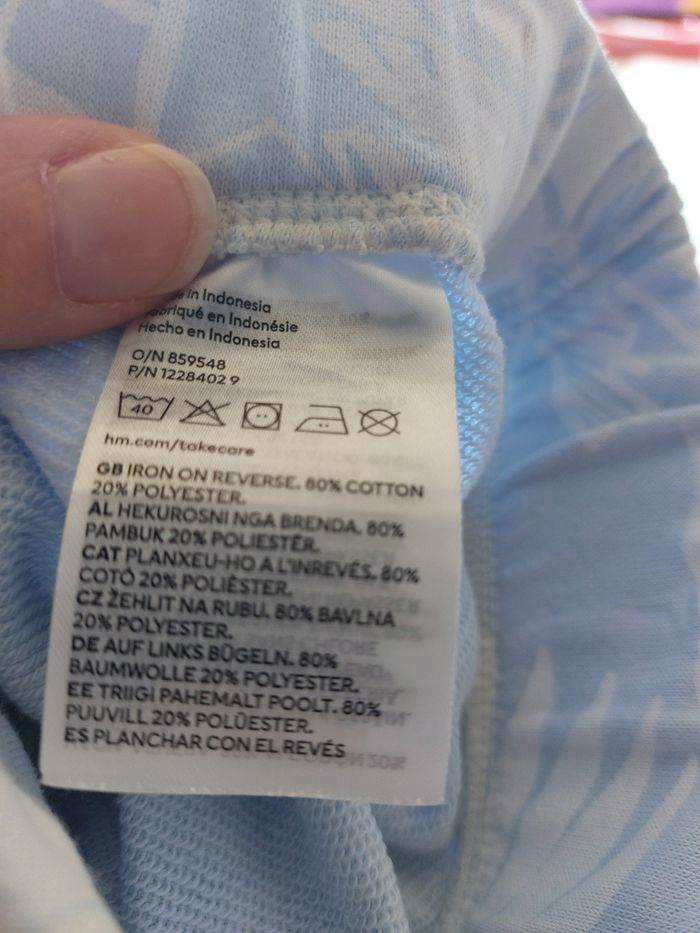 in Indonesia
Fabriqué en Indonésie
Hecho en Indonesia
O/N 859548
P/N 1228402 9
40
hm.com/takecare
GB IRON ON REVERSE. 80% COTTON
20% POLYESTER.
AL HEKUROSNI NGA BRENDA. 80%
PAMBUK 20% POLIESTËR.
CAT PLANXEU-HO A L'INREVÉS. 80%
COTÓ 20% POLIÈSTER.
CZ ŽEHLIT NA RUBU. 80% BAVLNA
20% POLYESTER.
DE AUF LINKS BÜGELN. 80%
BAUMWOLLE 20% POLYESTER.
EE TRIIGI PAHEMALT POOLT. 80%
PUUVILL 20% POLÜESTER.
ES PLANCHAR CON EL REVÉS